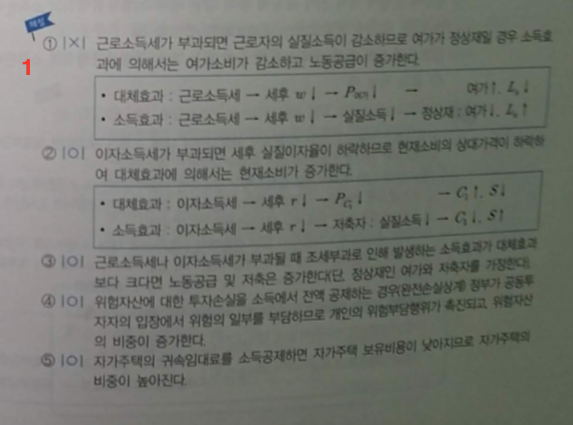 해설
① |×| 근로소득세가 부과되면 근로자의 실질소득이 감소하므로 여가가 정상재일 경우 소득효
1
과에 의해서는 여가소비가 감소하고 노동공급이 증가한다.
• 대체효과 : 근로소득세 → 세후 w↓ → P여가↓ → 여가↑, Ls↓
• 소득효과 : 근로소득세 → 세후 w↓ → 실질소득↓ → 정상재 : 여가↓, Ls↑
② |O| 이자소득세가 부과되면 세후 실질이자율이 하락하므로 현재소비의 상대가격이 하락하
여 대체효과에 의해서는 현재소비가 증가한다.
• 대체효과 : 이자소득세 → 세후 r↓ → PC1↓ → C1↑, S↓
• 소득효과 : 이자소득세 → 세후 r↓ → 저축자 : 실질소득↓ → C1↓, S↑
③ |O| 근로소득세나 이자소득세가 부과될 때 조세부과로 인해 발생하는 소득효과가 대체효과
보다 크다면 노동공급 및 저축은 증가한다(단, 정상재인 여가와 저축자를 가정한다).
④ |O| 위험자산에 대한 투자손실을 소득에서 전액 공제하는 경우(완전손실상계) 정부가 공동투
자자의 입장에서 위험의 일부를 부담하므로 개인의 위험부담행위가 촉진되고, 위험자산
의 비중이 증가한다.
⑤ |O| 자가주택의 귀속임대료를 소득공제하면 자가주택 보유비용이 낮아지므로 자가주택의
비중이 높아진다.